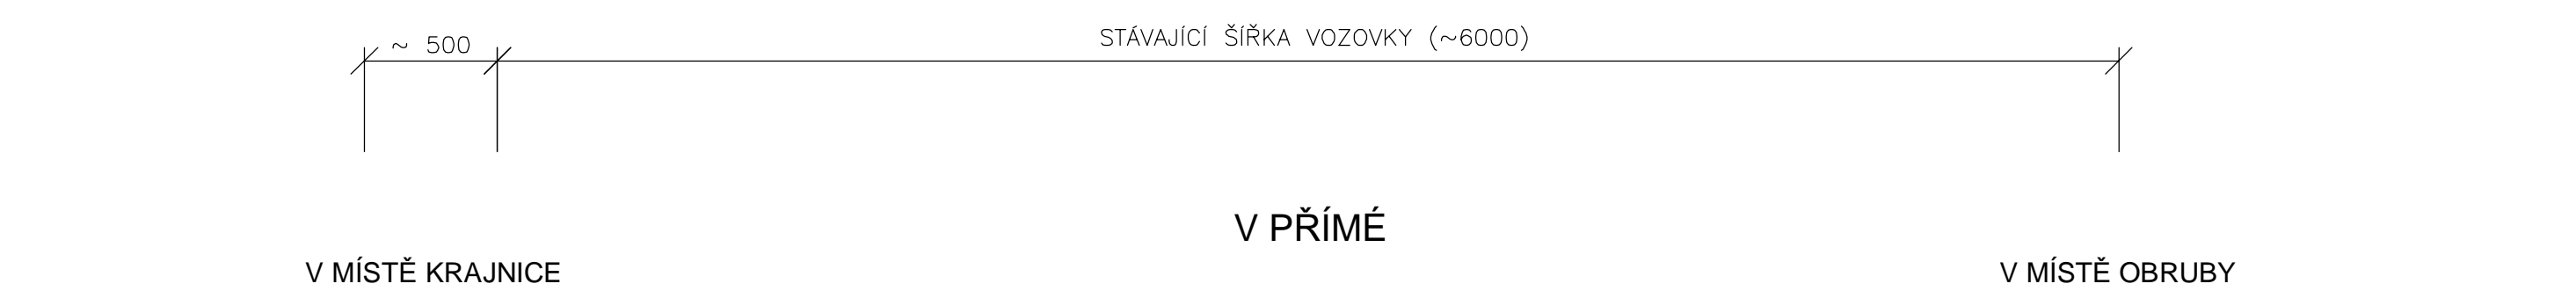 ~ 500
STÁVAJÍCÍ ŠÍŘKA VOZOVKY (~6000)
V PŘÍMÉ
V MÍSTĚ KRAJNICE
V MÍSTĚ OBRUBY